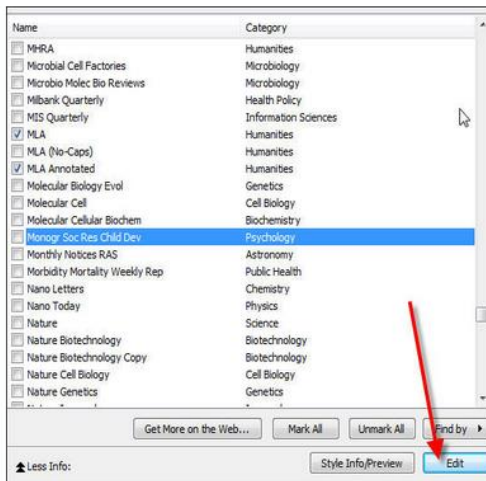 Name Category
MHRA Humanities
Microbial Cell Factories Microbiology
Microbio Molec Bio Reviews Microbiology
Milbank Quarterly Health Policy
MIS Quarterly Information Sciences
MLA Humanities
MLA (No-Caps) Humanities
MLA Annotated Humanities
Molecular Biology Evol Genetics
Molecular Cell Cell Biology
Molecular Cellular Biochem Biochemistry
Monogr Soc Res Child Dev Psychology
Monthly Notices RAS Astronomy
Morbidity Mortality Weekly Rep Public Health
Nano Letters Chemistry
Nano Today Physics
Nature Science
Nature Biotechnology Biotechnology
Nature Biotechnology Copy Biotechnology
Nature Cell Biology Cell Biology
Nature Genetics Genetics
Get More on the Web... Mark All Unmark All Find by
Less Info: Style Info/Preview Edit